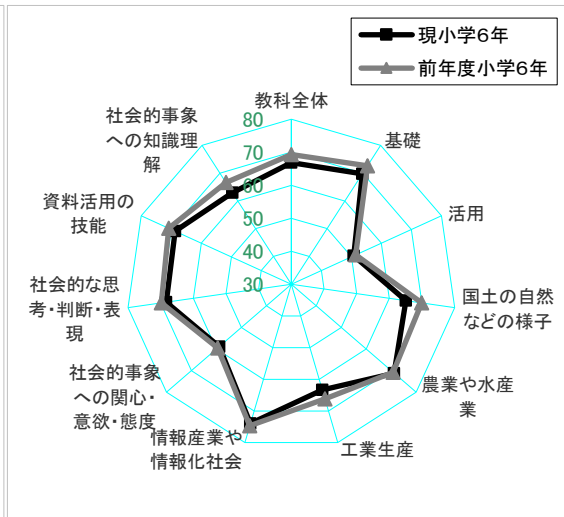 現小学6年
前年度小学6年
教科全体
基礎
活用
国土の自然
などの様子
農業や水産
業
工業生産
情報産業や
情報化社会
社会的事象
への関心・
意欲・態度
社会的な思
考・判断・表
現
資料活用の
技能
社会的事象
への知識理
解
80
70
60
50
40
30